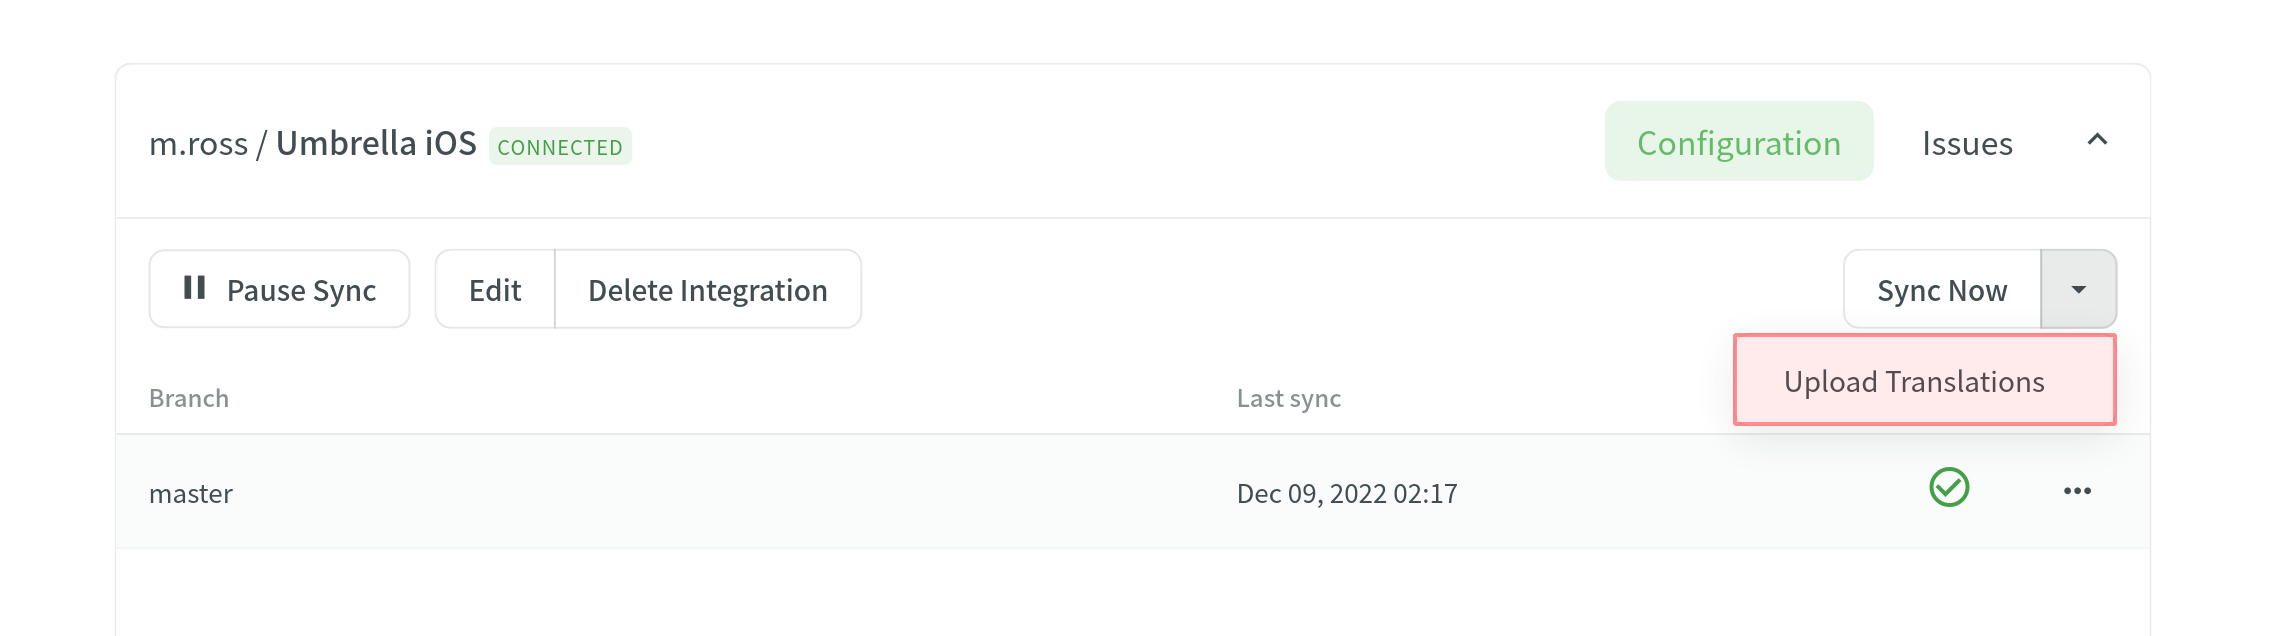 m.ross / Umbrella iOS CONNECTED Configuration Issues
Pause Sync Edit Delete Integration Sync Now
Upload Translations
Branch Last sync
master Dec 09, 2022 02:17